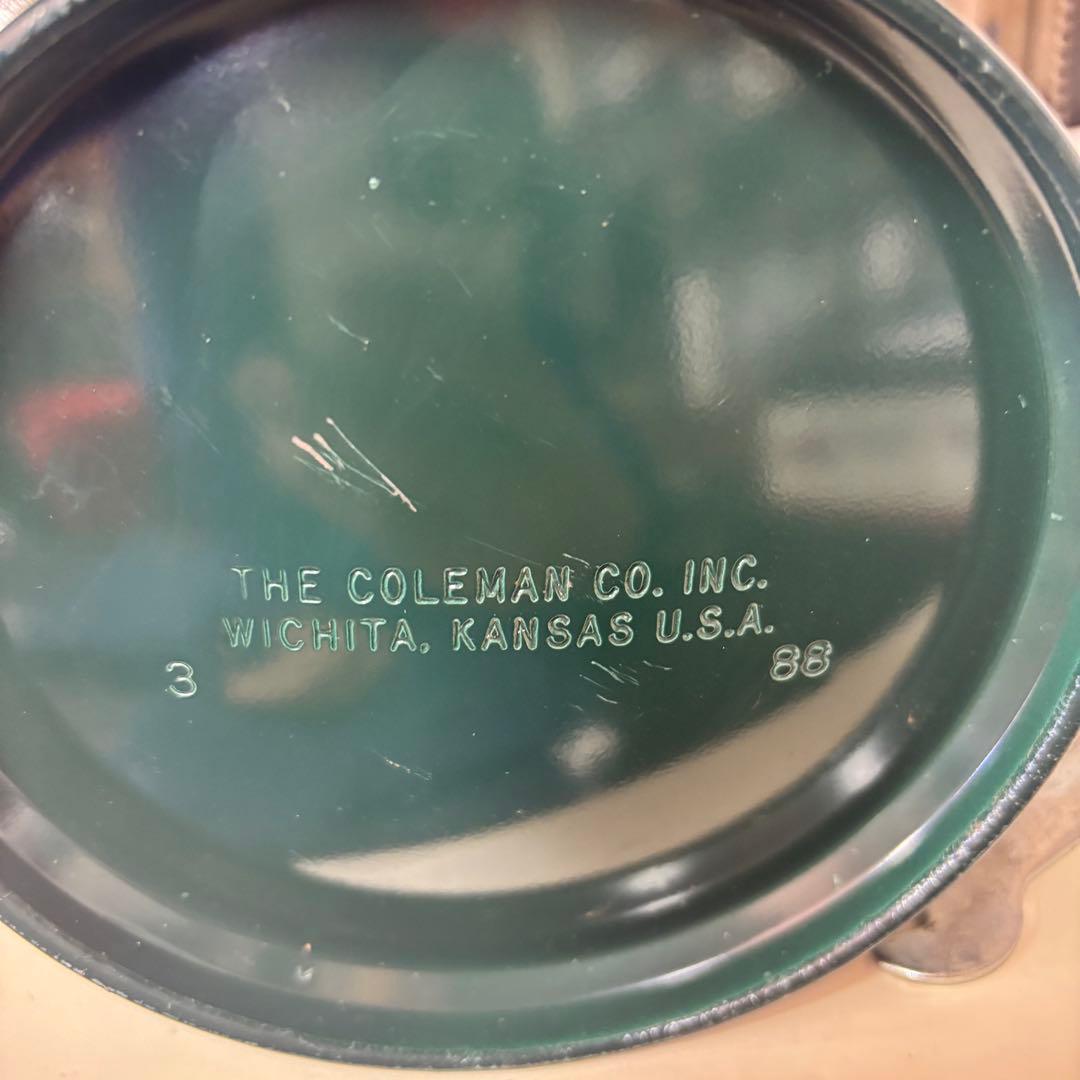 THE COLEMAN CO. INC.
WICHITA, KANSAS U.S.A.
3 88